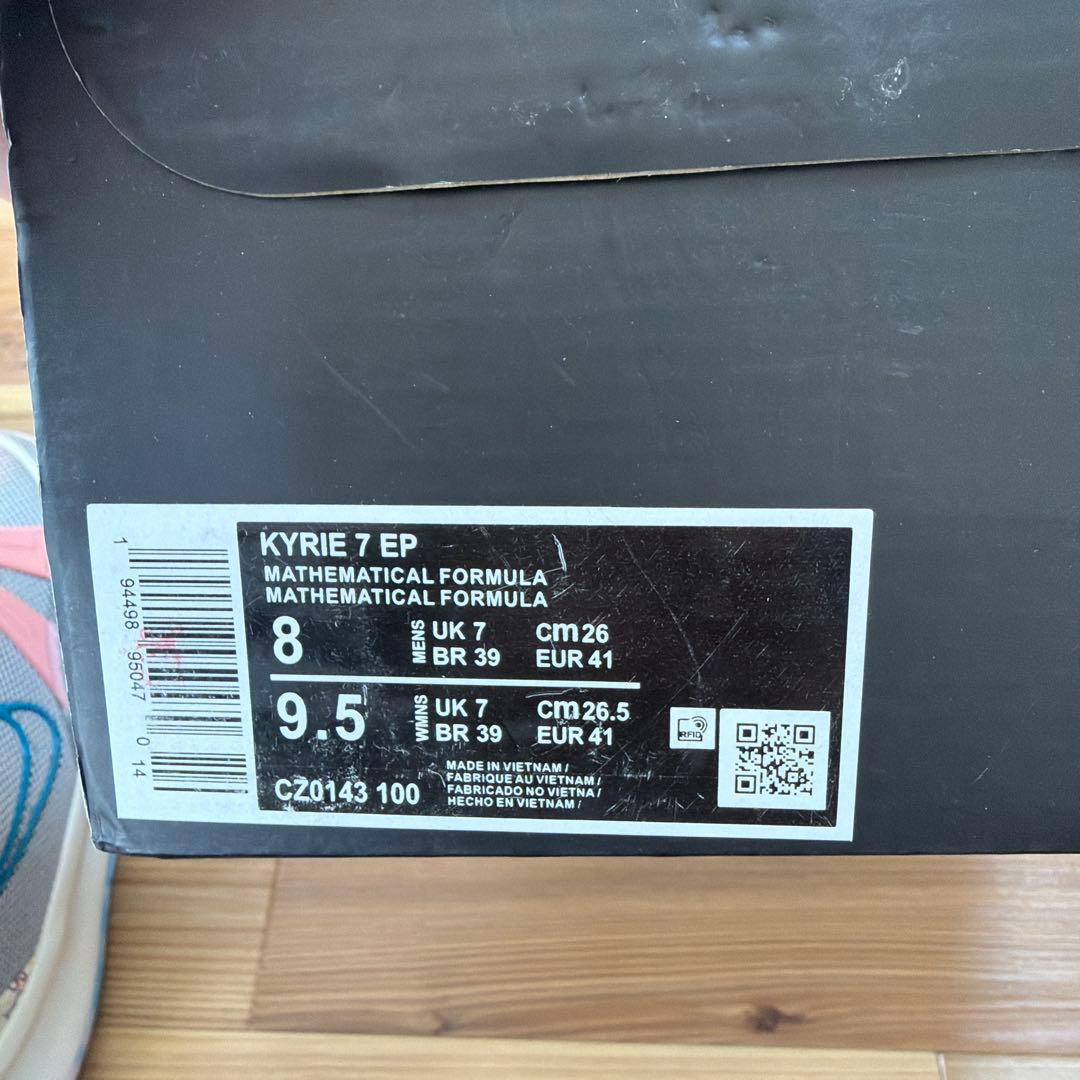 KYRIE 7 EP
MATHEMATICAL FORMULA
MATHEMATICAL FORMULA
8 MENS UK 7 cm 26
BR 39 EUR 41
9.5 WMNS UK 7 cm 26.5
BR 39 EUR 41
RFID
CZ0143 100
MADE IN VIETNAM /
FABRIQUE AU VIETNAM /
FABRICADO NO VIETNA /
HECHO EN VIETNAM /
1 94498 95047 0 14